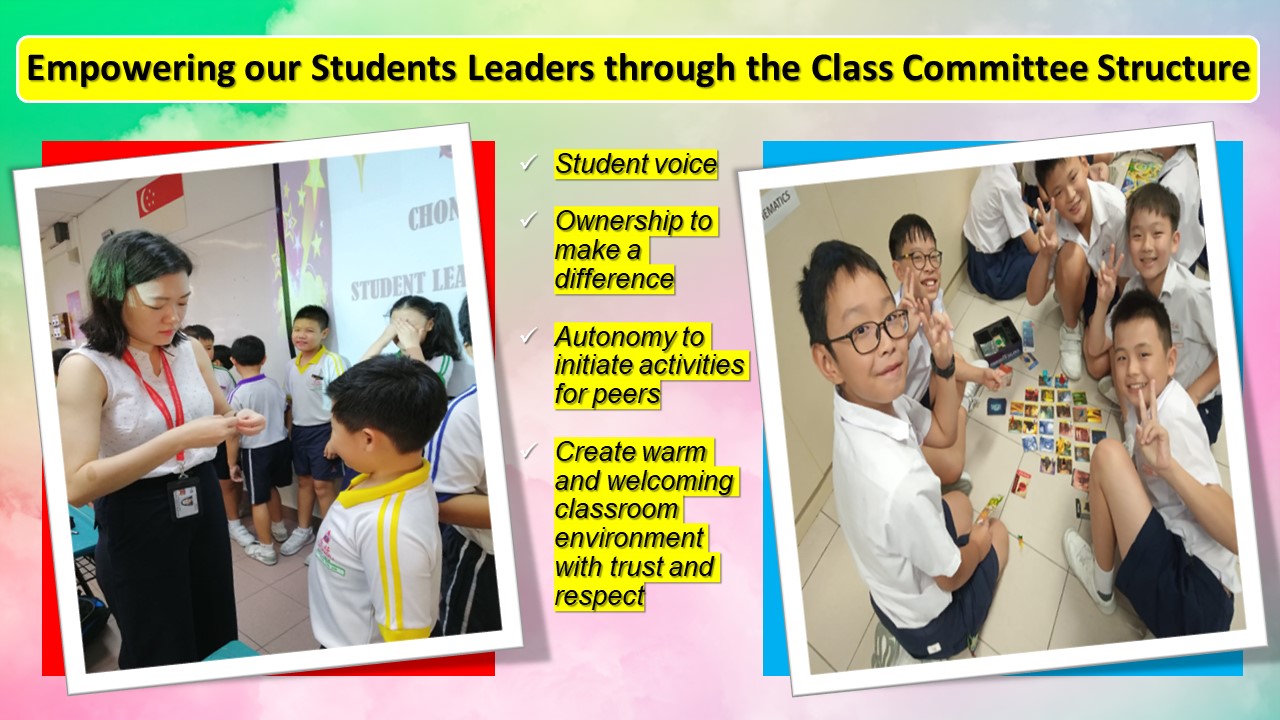 Empowering our Students Leaders through the Class Committee Structure
CHON
STUDENT LEA
Student voice
Ownership to
make a
difference
Autonomy to
initiate activities
for peers
Create warm
and welcoming
classroom
environment
with trust and
respect
EMATICS